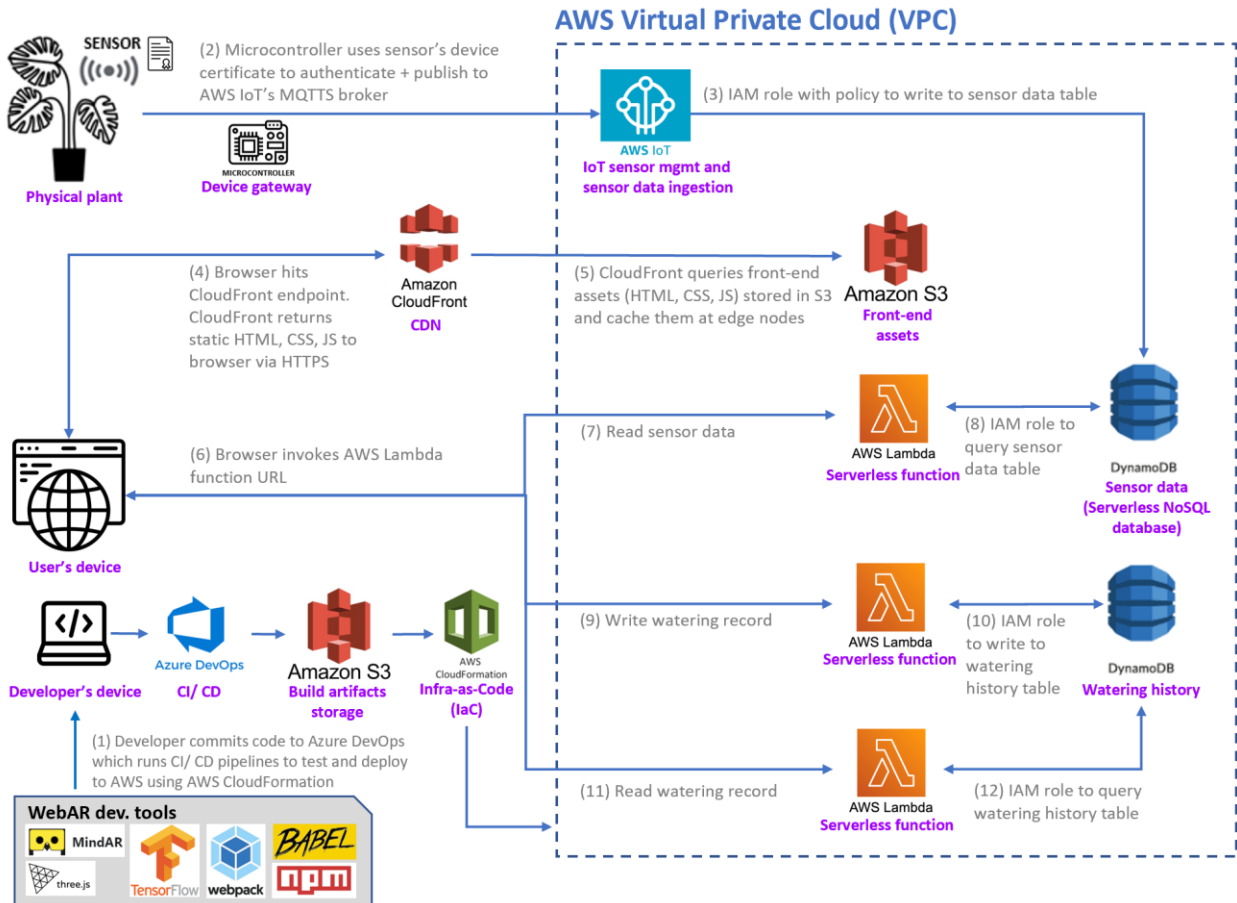 AWS Virtual Private Cloud (VPC)
SENSOR
(2) Microcontroller uses sensor's device
certificate to authenticate + publish to
AWS IoT's MQTTS broker
MICROCONTROLLER
Device gateway
Physical plant
AWS IoT
IoT sensor mgmt and
sensor data ingestion
(3) IAM role with policy to write to sensor data table
(4) Browser hits
CloudFront endpoint.
CloudFront returns
static HTML, CSS, JS to
browser via HTTPS
Amazon
CloudFront
CDN
(5) CloudFront queries front-end
assets (HTML, CSS, JS) stored in S3
and cache them at edge nodes
Amazon S3
Front-end
assets
(6) Browser invokes AWS Lambda
function URL
User's device
(7) Read sensor data
AWS Lambda
Serverless function
(8) IAM role to
query sensor
data table
DynamoDB
Sensor data
(Serverless NoSQL
database)
(9) Write watering record
AWS Lambda
Serverless function
(10) IAM role
to write to
watering
history table
DynamoDB
Watering history
(11) Read watering record
AWS Lambda
Serverless function
(12) IAM role to query
watering history table
Developer's device
Azure DevOps
CI/ CD
Amazon S3
Build artifacts
storage
AWS
CloudFormation
Infra-as-Code
(IaC)
(1) Developer commits code to Azure DevOps
which runs CI/ CD pipelines to test and deploy
to AWS using AWS CloudFormation
WebAR dev. tools
MindAR
three.js
TensorFlow
webpack
BABEL
npm